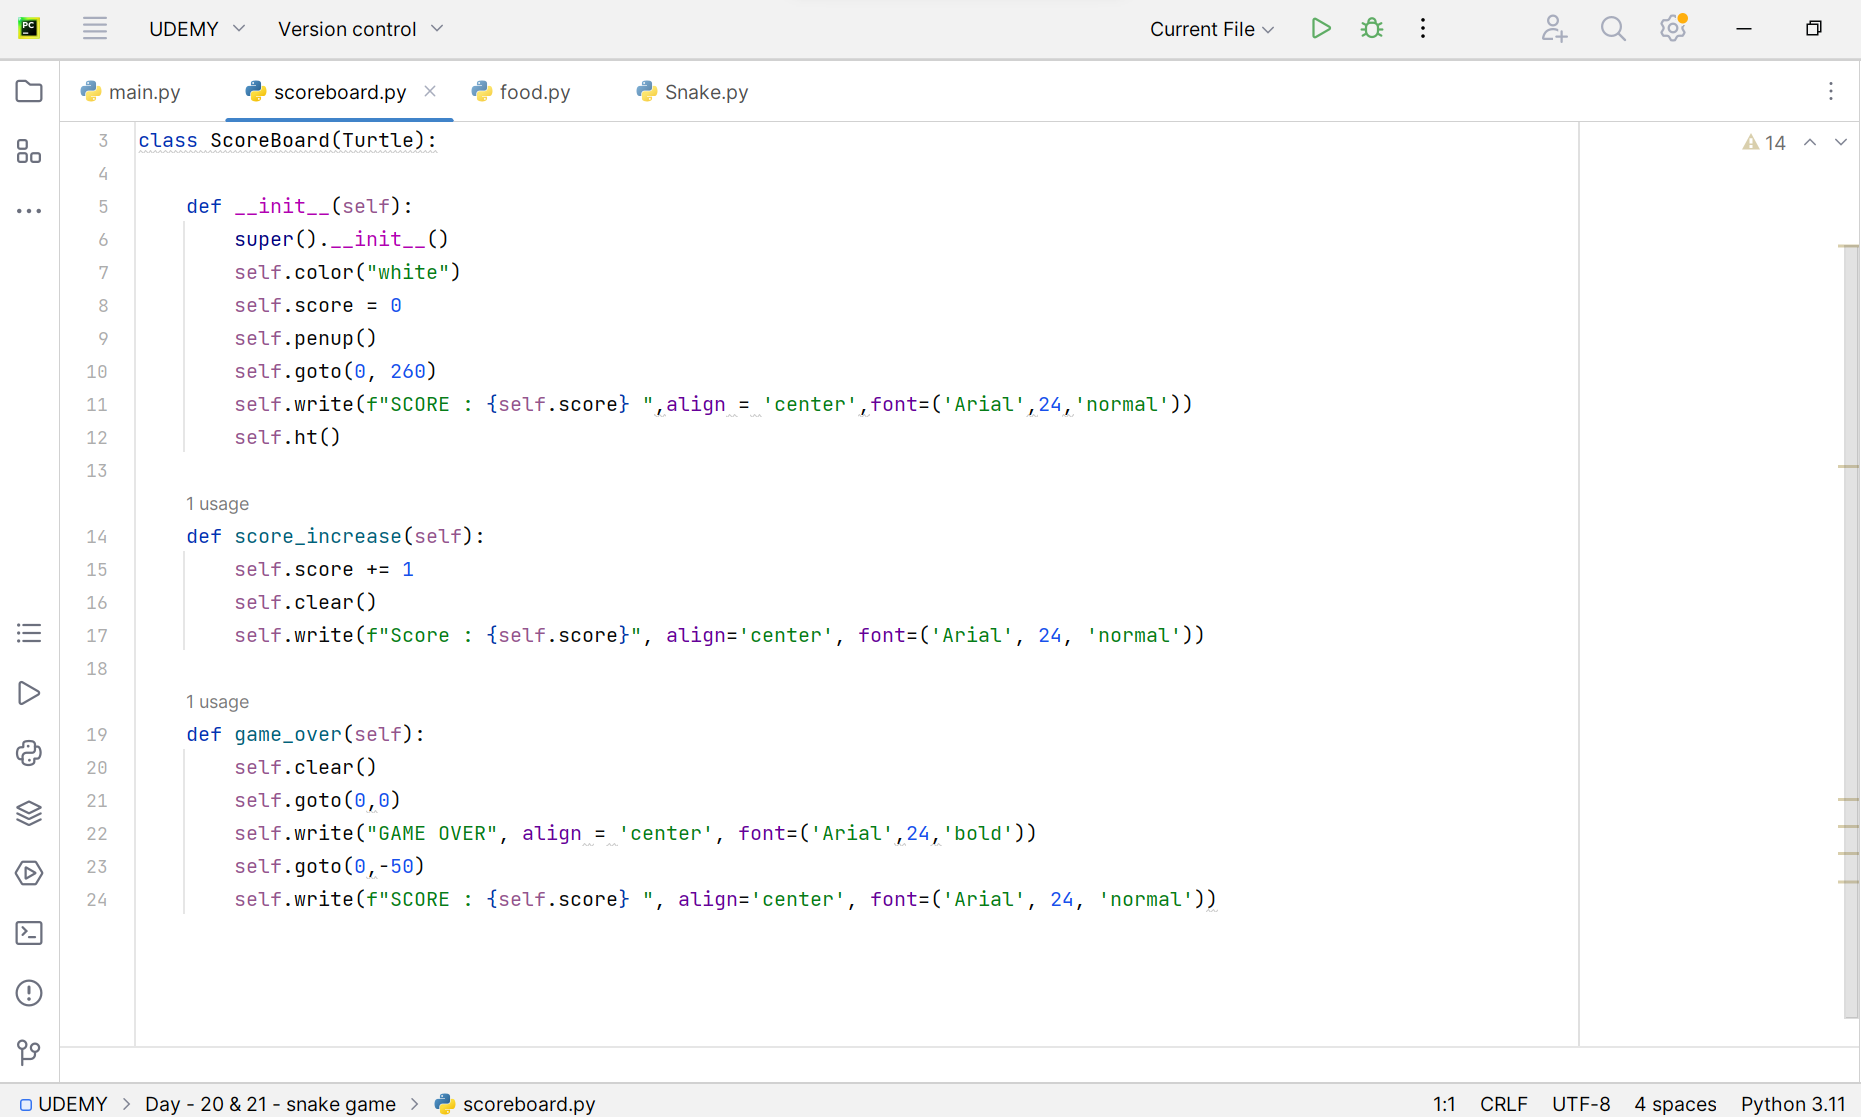 PC UDEMY Version control Current File
main.py scoreboard.py food.py Snake.py
3 class ScoreBoard(Turtle): 14
4
5 def __init__(self):
6 super().__init__()
7 self.color("white")
8 self.score = 0
9 self.penup()
10 self.goto(0, 260)
11 self.write(f"SCORE : {self.score} ",align = 'center',font=('Arial',24,'normal'))
12 self.ht()
13
1 usage
14 def score_increase(self):
15 self.score += 1
16 self.clear()
17 self.write(f"Score : {self.score}", align='center', font=('Arial', 24, 'normal'))
18
1 usage
19 def game_over(self):
20 self.clear()
21 self.goto(0,0)
22 self.write("GAME OVER", align = 'center', font=('Arial',24,'bold'))
23 self.goto(0,-50)
24 self.write(f"SCORE : {self.score} ", align='center', font=('Arial', 24, 'normal'))
UDEMY > Day - 20 & 21 - snake game > scoreboard.py 1:1 CRLF UTF-8 4 spaces Python 3.11